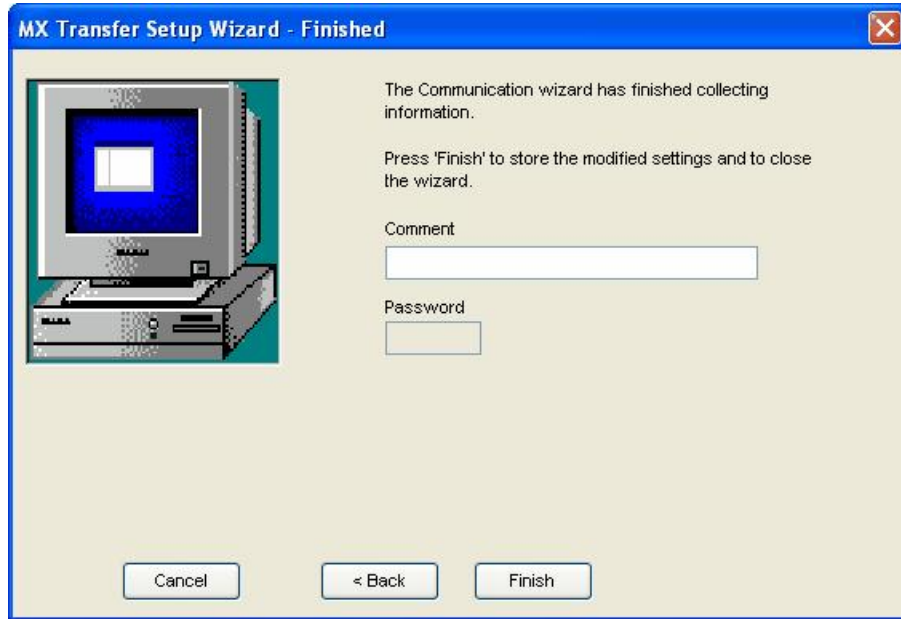 MX Transfer Setup Wizard - Finished
The Communication wizard has finished collecting
information.
Press 'Finish' to store the modified settings and to close
the wizard.
Comment
Password
Cancel
< Back
Finish